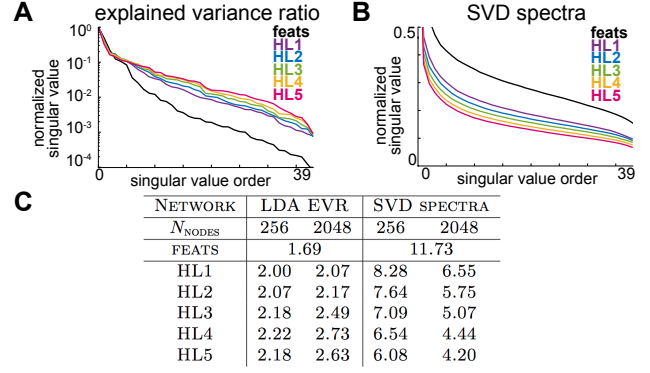 A explained variance ratio
feats
HL1
HL2
HL3
HL4
HL5
normalized
singular value
10^0
10^-1
10^-2
10^-3
10^-4
0 39
singular value order
B SVD spectra
feats
HL1
HL2
HL3
HL4
HL5
normalized
singular value
0.5
0
0 39
singular value order
C
NETWORK LDA EVR SVD SPECTRA
N_NODES 256 2048 256 2048
FEATS 1.69 11.73
HL1 2.00 2.07 8.28 6.55
HL2 2.07 2.17 7.64 5.75
HL3 2.18 2.49 7.09 5.07
HL4 2.22 2.73 6.54 4.44
HL5 2.18 2.63 6.08 4.20